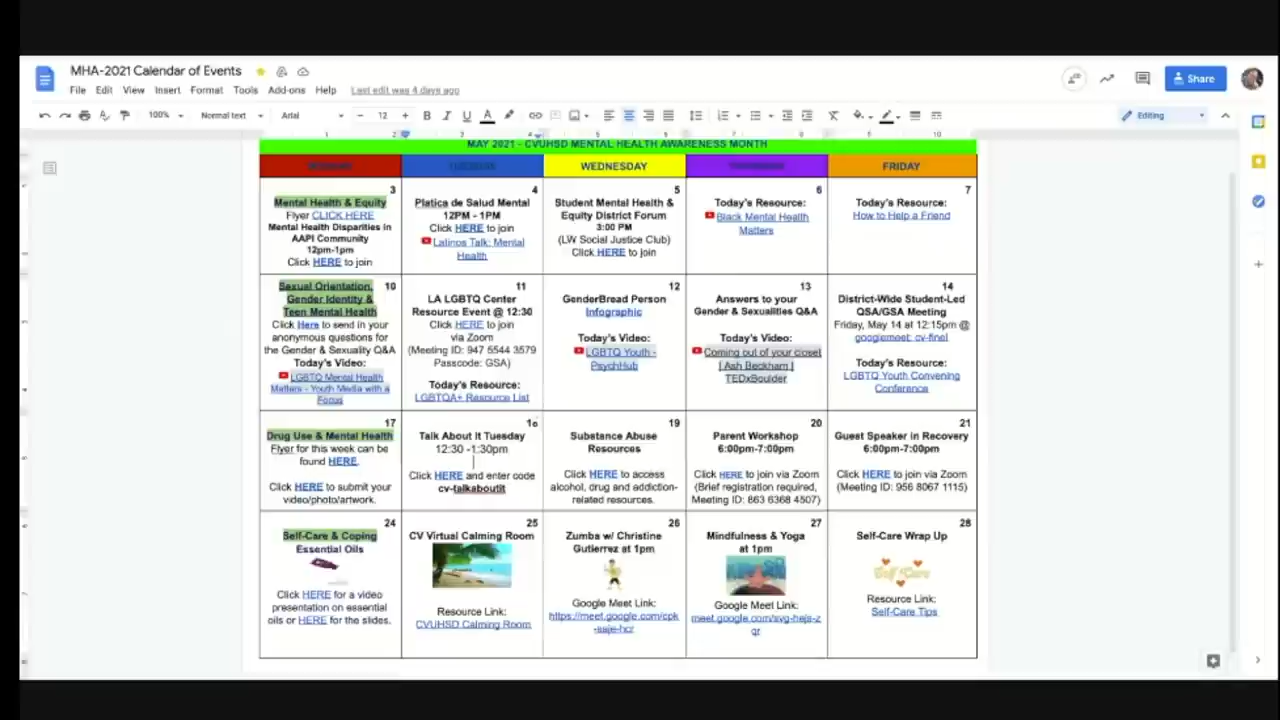 MHA-2021 Calendar of Events
File Edit View Insert Format Tools Add-ons Help Last edit was 4 days ago
Share
100% Normal text Arial 12 Editing
MAY 2021 - CVUHSD MENTAL HEALTH AWARENESS MONTH
WEDNESDAY FRIDAY
3
Mental Health & Equity
Flyer CLICK HERE
Mental Health Disparities in
AAPI Community
12pm-1pm
Click HERE to join
4
Platica de Salud Mental
12PM - 1PM
Click HERE to join
Latinos Talk: Mental
Health
5
Student Mental Health &
Equity District Forum
3:00 PM
(LW Social Justice Club)
Click HERE to join
6
Today's Resource:
Black Mental Health
Matters
7
Today's Resource:
How to Help a Friend
10
Sexual Orientation,
Gender Identity &
Teen Mental Health
Click Here to send in your
anonymous questions for
the Gender & Sexuality Q&A
Today's Video:
LGBTQ Mental Health
Matters - Youth Media with a
Focus
11
LA LGBTQ Center
Resource Event @ 12:30
Click HERE to join
via Zoom
(Meeting ID: 947 6544 3579
Passcode: GSA)
Today's Resource:
LGBTQA+ Resource List
12
GenderBread Person
Infographic
Today's Video:
LGBTQ Youth -
PsychHub
13
Answers to your
Gender & Sexualities Q&A
Today's Video:
Coming out of your closet
| Ash Beckham |
TEDxBoulder
14
District-Wide Student-Led
QSA/GSA Meeting
Friday, May 14 at 12:15pm @
googlemeet: cv-finel
Today's Resource:
LGBTQ Youth Convening
Conference
17
Drug Use & Mental Health
Flyer for this week can be
found HERE.
Click HERE to submit your
video/photo/artwork.
Talk About It Tuesday
12:30 -1:30pm
Click HERE and enter code
cv-talkaboutit
19
Substance Abuse
Resources
Click HERE to access
alcohol, drug and addiction-
related resources.
20
Parent Workshop
6:00pm-7:00pm
Click HERE to join via Zoom
(Brief registration required,
Meeting ID: 863 6368 4507)
21
Guest Speaker in Recovery
6:00pm-7:00pm
Click HERE to join via Zoom
(Meeting ID: 956 8067 1115)
24
Self-Care & Coping
Essential Oils
Click HERE for a video
presentation on essential
oils or HERE for the slides.
25
CV Virtual Calming Room
Resource Link:
CVUHSD Calming Room
26
Zumba w/ Christine
Gutierrez at 1pm
Google Meet Link:
https://meet.google.com/cpk
27
Mindfulness & Yoga
at 1pm
Google Meet Link:
28
Self-Care Wrap Up
Self Care
Resource Link:
Self-Care Tips